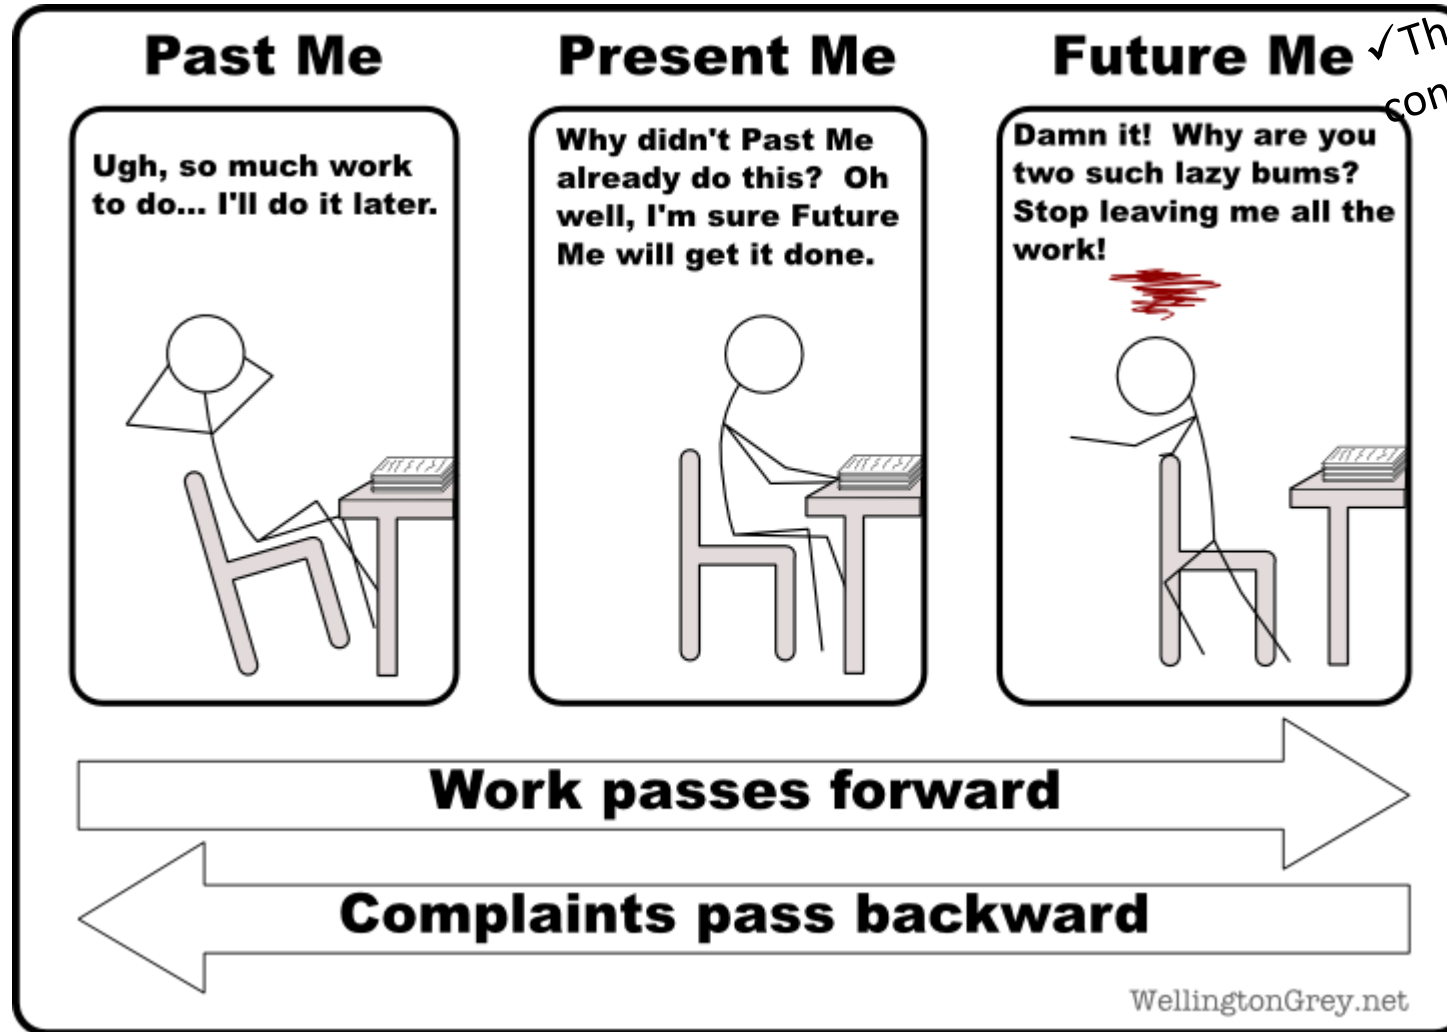 Past Me
Present Me
Future Me
Ugh, so much work
to do... I'll do it later.
Why didn't Past Me
already do this? Oh
well, I'm sure Future
Me will get it done.
Damn it! Why are you
two such lazy bums?
Stop leaving me all the
work!
Work passes forward
Complaints pass backward
WellingtonGrey.net